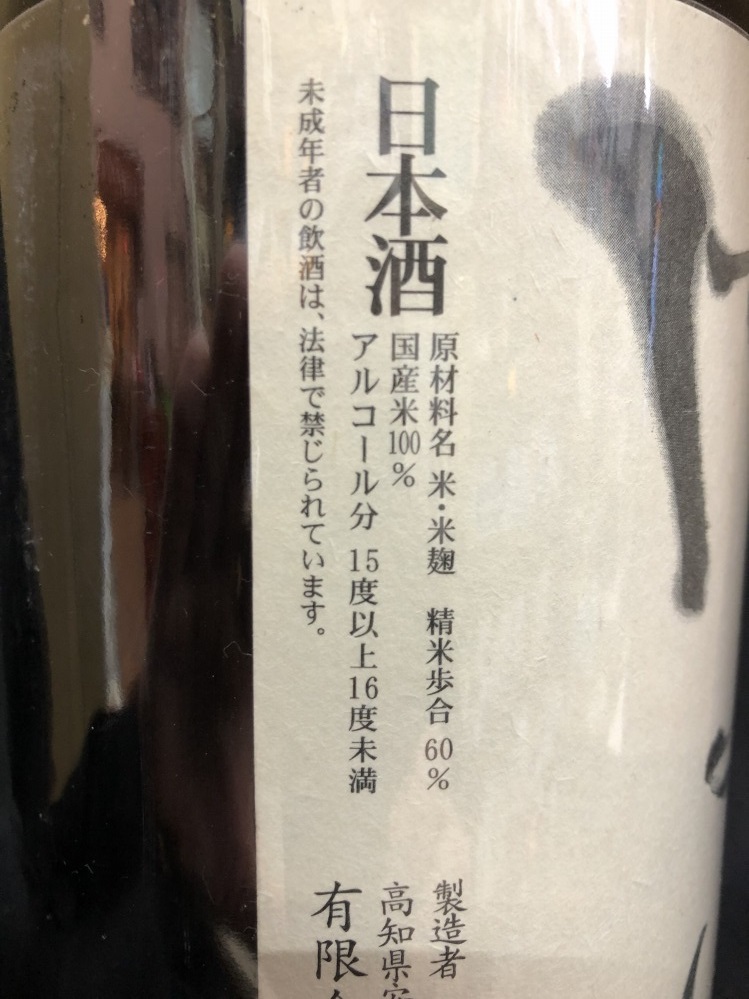 日本酒
原材料名 米・米麹 精米歩合 60%
国産米100%
アルコール分 15度以上16度未満
未成年者の飲酒は、法律で禁じられています。
製造者
高知県
有限